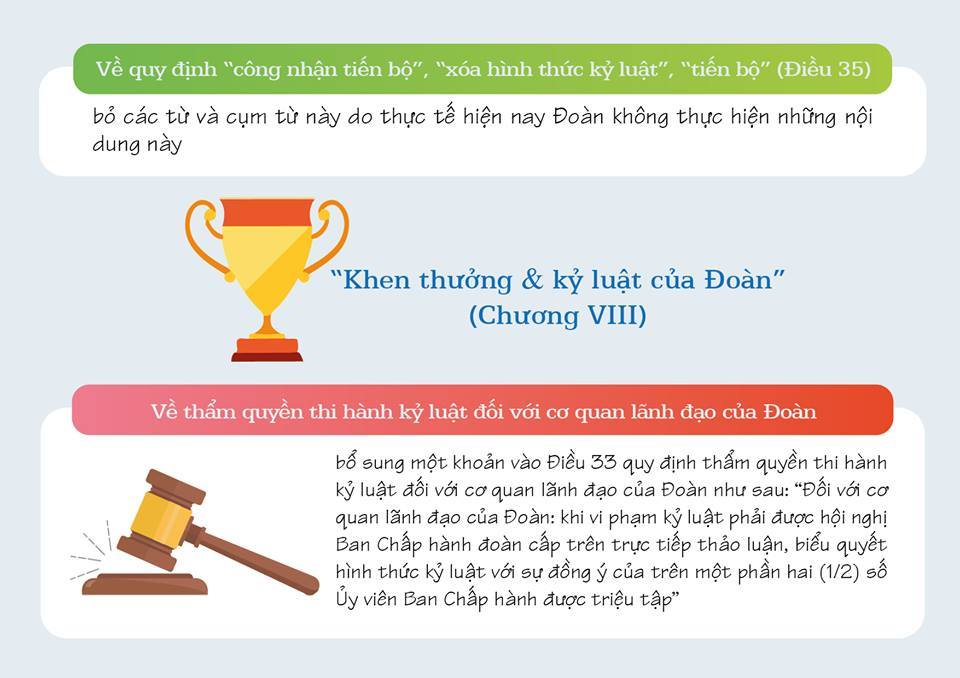 Về quy định “công nhận tiến bộ”, “xóa hình thức kỷ luật”, “tiến bộ” (Điều 35)
bỏ các từ và cụm từ này do thực tế hiện nay Đoàn không thực hiện những nội
dung này
“Khen thưởng & kỷ luật của Đoàn”
(Chương VIII)
Về thẩm quyền thi hành kỷ luật đối với cơ quan lãnh đạo của Đoàn
bổ sung một khoản vào Điều 33 quy định thẩm quyền thi hành
kỷ luật đối với cơ quan lãnh đạo của Đoàn như sau: “Đối với cơ
quan lãnh đạo của Đoàn: khi vi phạm kỷ luật phải được hội nghị
Ban Chấp hành đoàn cấp trên trực tiếp thảo luận, biểu quyết
hình thức kỷ luật với sự đồng ý của trên một phần hai (1/2) số
Ủy viên Ban Chấp hành được triệu tập”